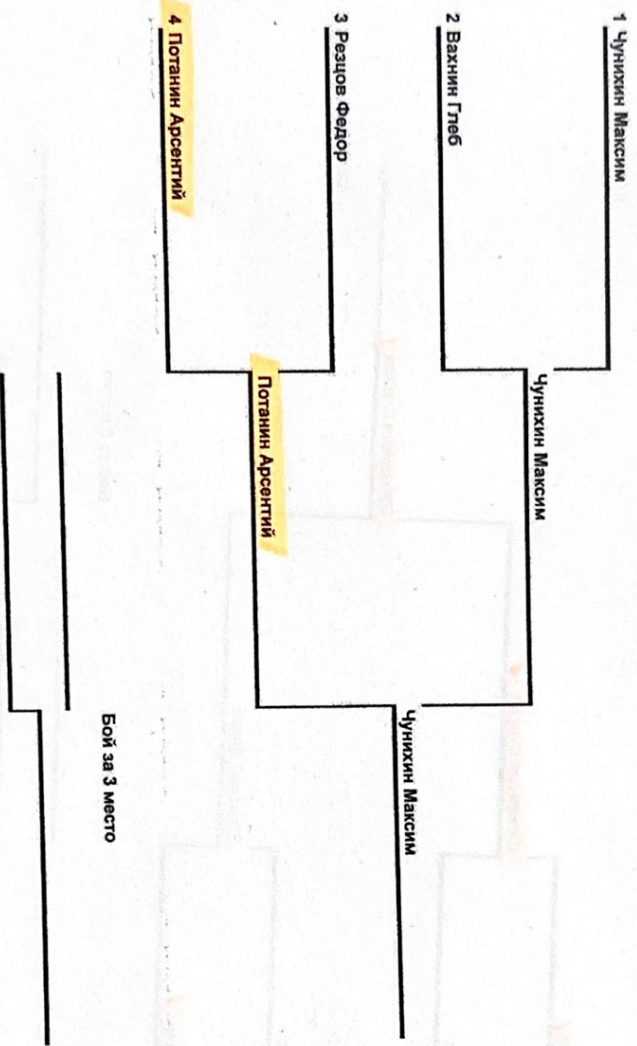 1 Чунихин Максим
Чунихин Максим
2 Вахнин Глеб
Чунихин Максим
3 Резцов Федор
Потанин Арсентий
4 Потанин Арсентий
Бой за 3 место